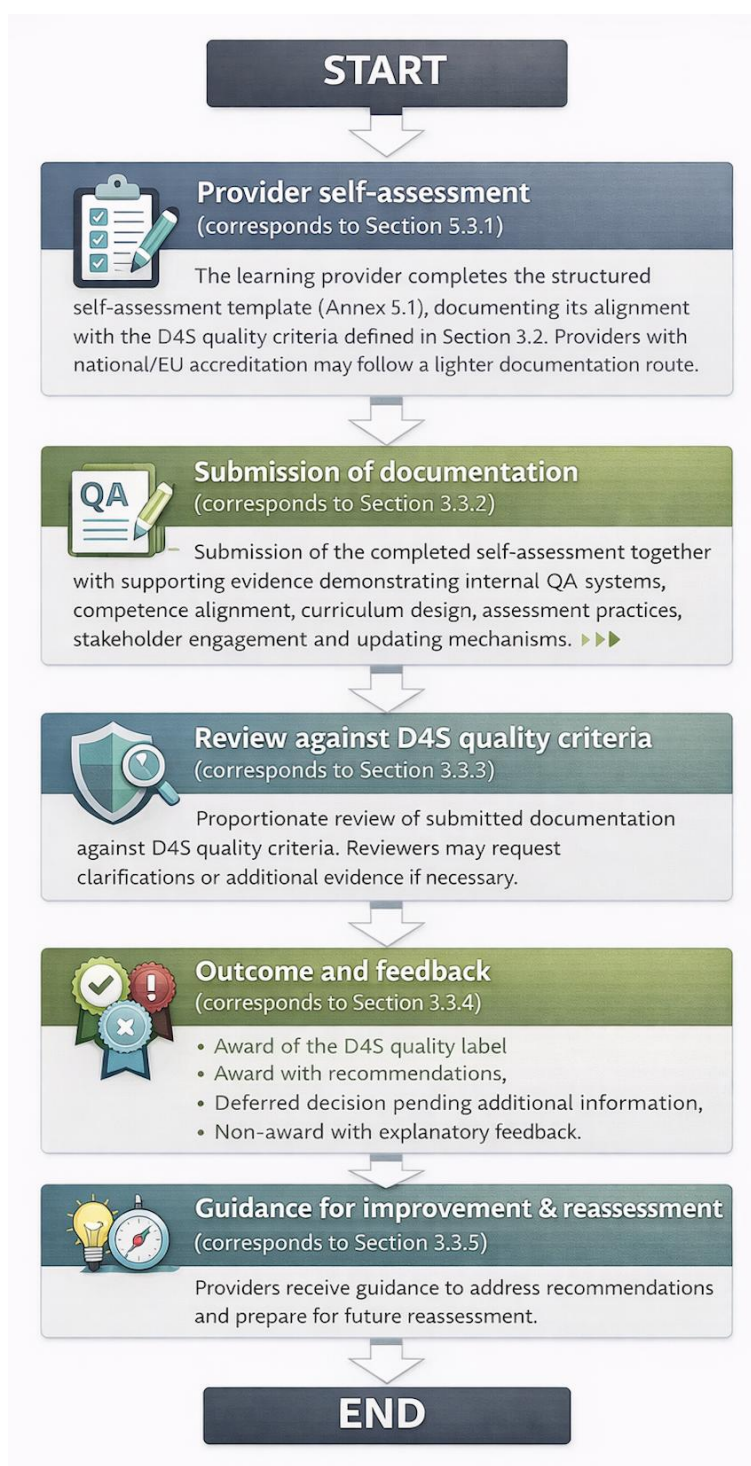 START
Provider self-assessment
(corresponds to Section 5.3.1)
The learning provider completes the structured
self-assessment template (Annex 5.1), documenting its alignment
with the D4S quality criteria defined in Section 3.2. Providers with
national/EU accreditation may follow a lighter documentation route.
QA
Submission of documentation
(corresponds to Section 3.3.2)
Submission of the completed self-assessment together
with supporting evidence demonstrating internal QA systems,
competence alignment, curriculum design, assessment practices,
stakeholder engagement and updating mechanisms.
Review against D4S quality criteria
(corresponds to Section 3.3.3)
Proportionate review of submitted documentation
against D4S quality criteria. Reviewers may request
clarifications or additional evidence if necessary.
Outcome and feedback
(corresponds to Section 3.3.4)
• Award of the D4S quality label
• Award with recommendations,
• Deferred decision pending additional information,
• Non-award with explanatory feedback.
Guidance for improvement & reassessment
(corresponds to Section 3.3.5)
Providers receive guidance to address recommendations
and prepare for future reassessment.
END